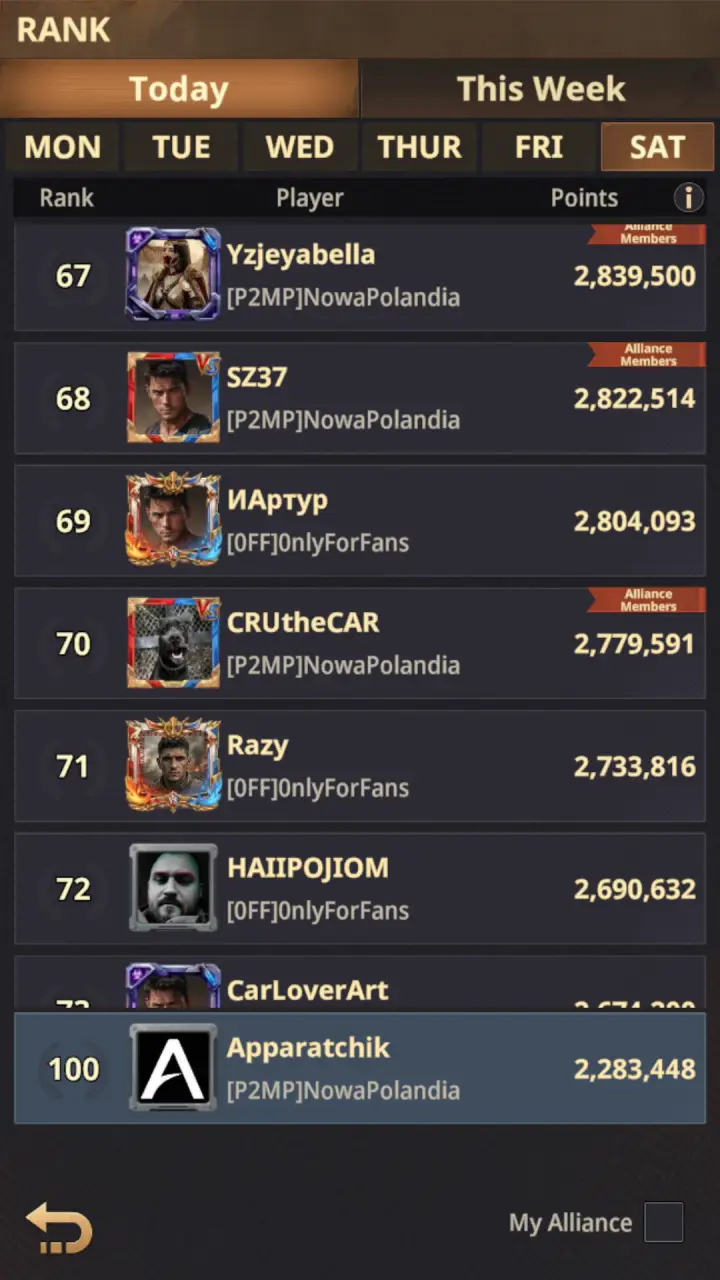 RANK
Today
This Week
MON
TUE
WED
THUR
FRI
SAT
Rank
Player
Points
Alliance
Members
67
Yzjeyabella
[P2MP]NowaPolandia
2,839,500
Alliance
Members
68
SZ37
[P2MP]NowaPolandia
2,822,514
69
ИАртур
[0FF]0nlyForFans
2,804,093
Alliance
Members
70
CRUtheCAR
[P2MP]NowaPolandia
2,779,591
71
Razy
[0FF]0nlyForFans
2,733,816
72
HAIIPOJIOM
[0FF]0nlyForFans
2,690,632
CarLoverArt
100
Apparatchik
[P2MP]NowaPolandia
2,283,448
My Alliance